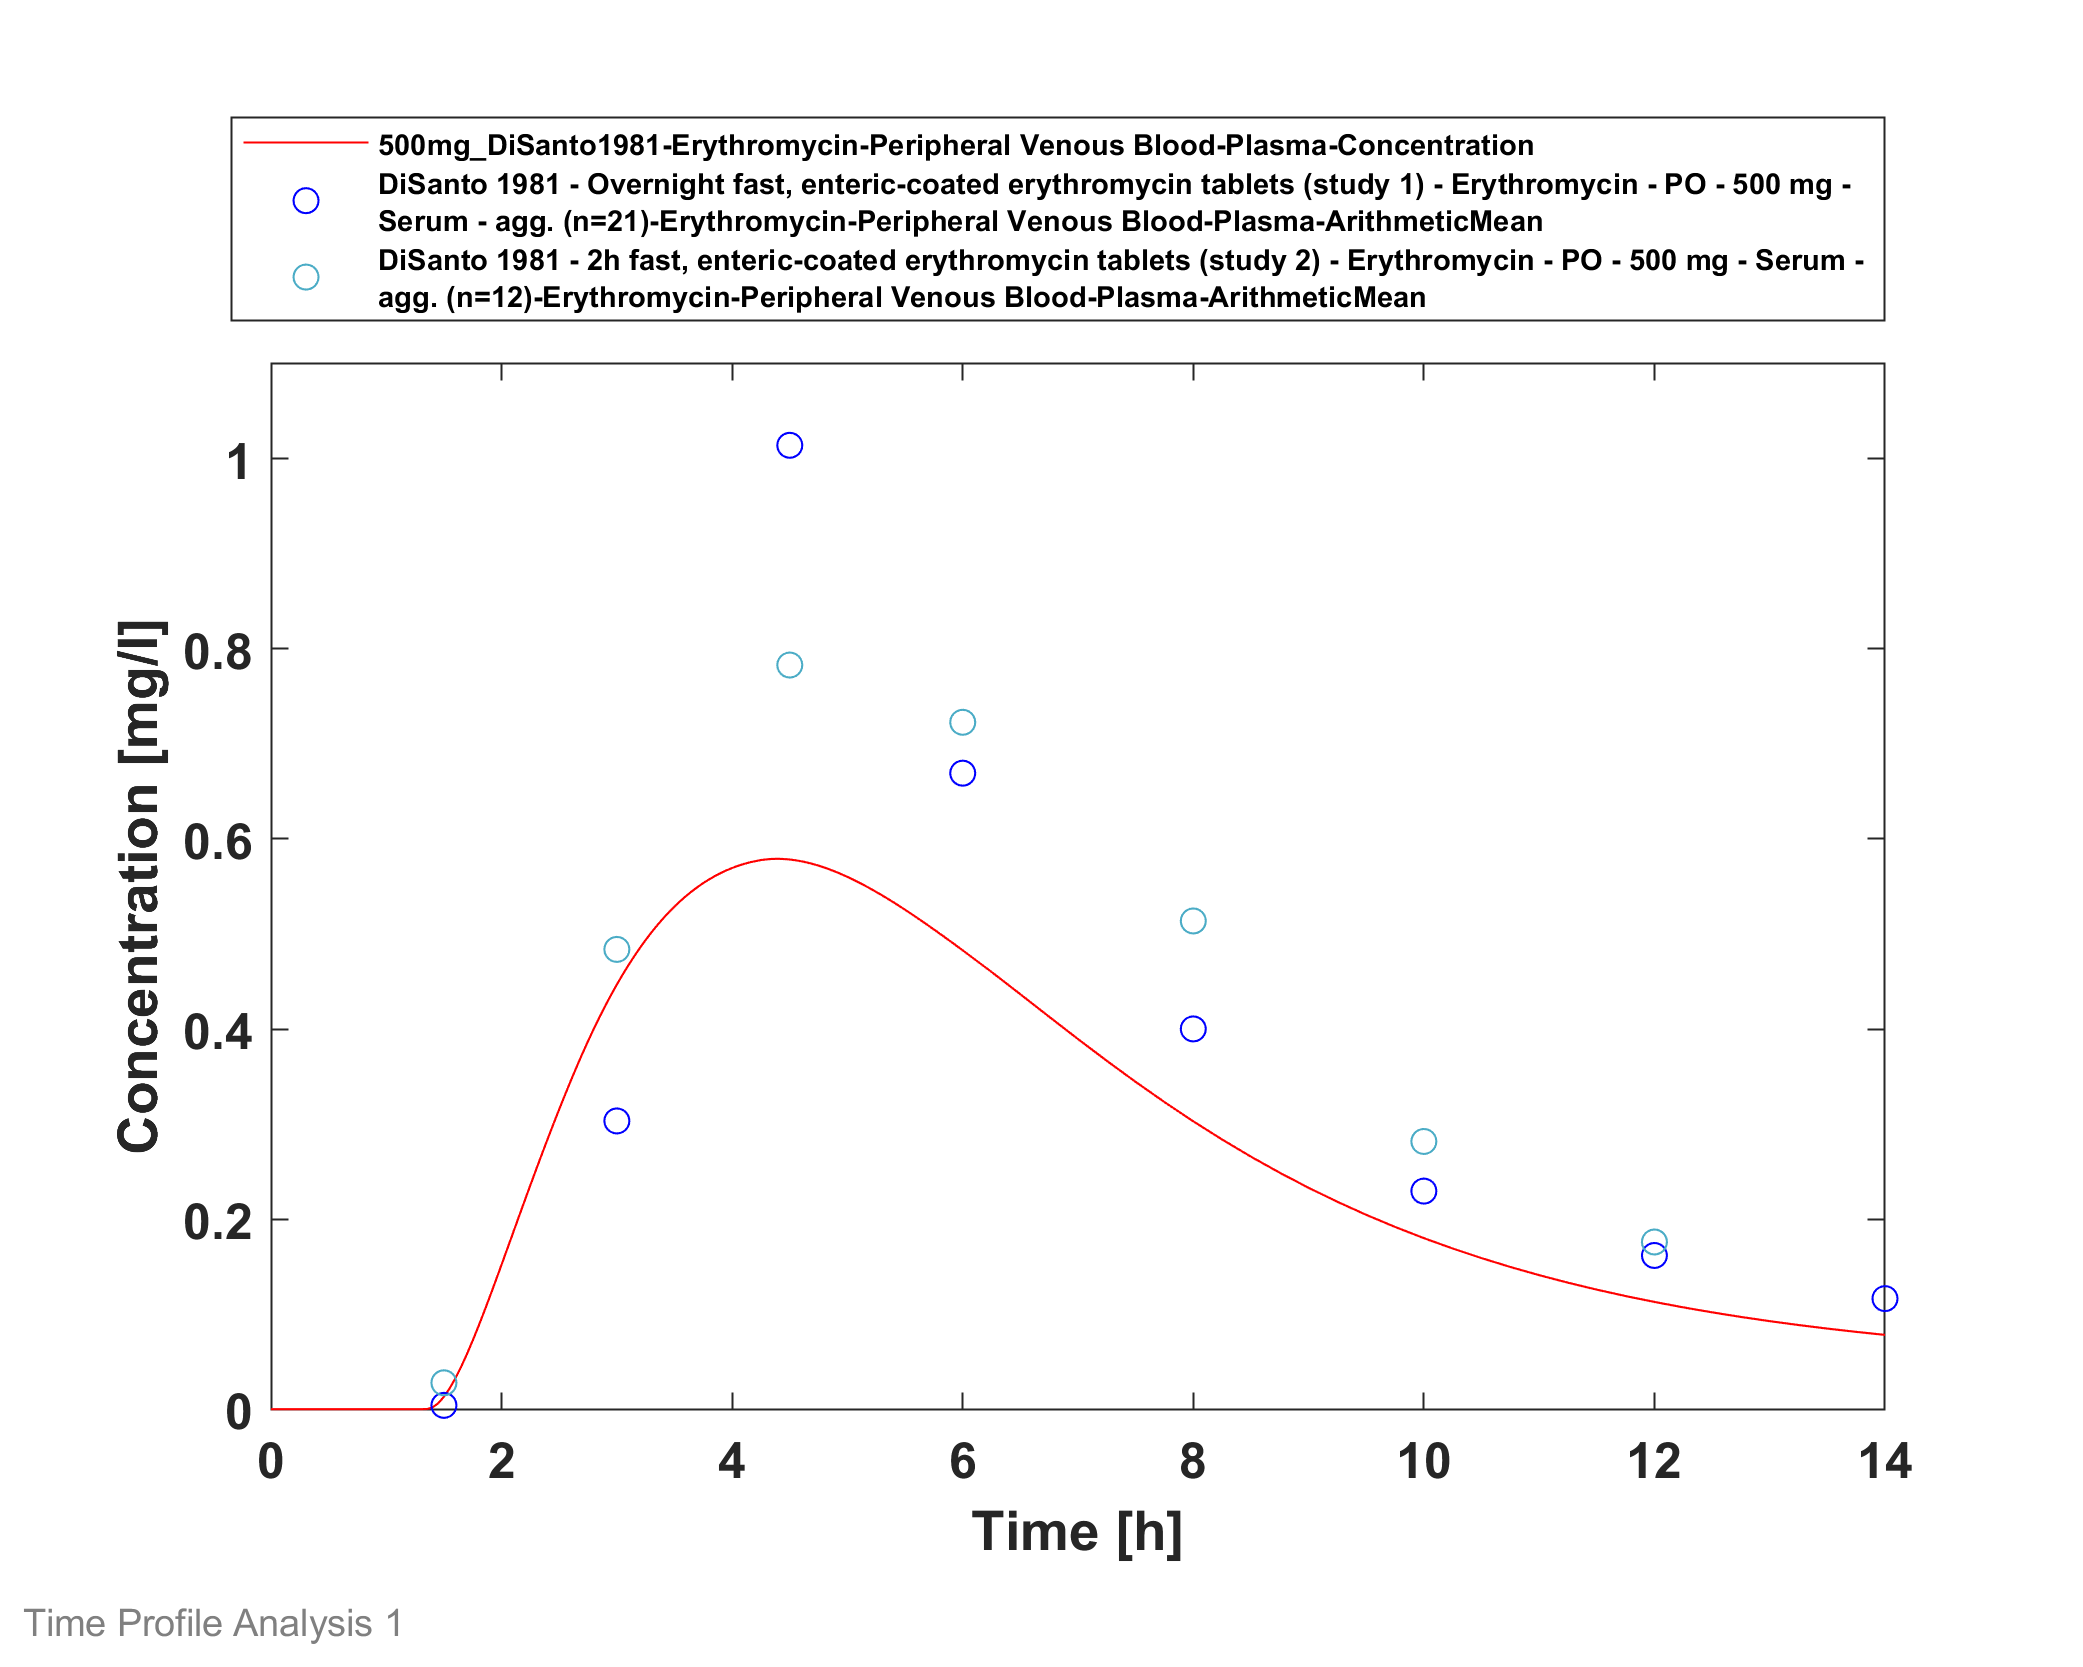 500mg_DiSanto1981-Erythromycin-Peripheral Venous Blood-Plasma-Concentration
DiSanto 1981 - Overnight fast, enteric-coated erythromycin tablets (study 1) - Erythromycin - PO - 500 mg -
Serum - agg. (n=21)-Erythromycin-Peripheral Venous Blood-Plasma-ArithmeticMean
DiSanto 1981 - 2h fast, enteric-coated erythromycin tablets (study 2) - Erythromycin - PO - 500 mg - Serum -
agg. (n=12)-Erythromycin-Peripheral Venous Blood-Plasma-ArithmeticMean
1
0.8
0.6
0.4
0.2
0
Concentration [mg/l]
0 2 4 6 8 10 12 14
Time [h]
Time Profile Analysis 1